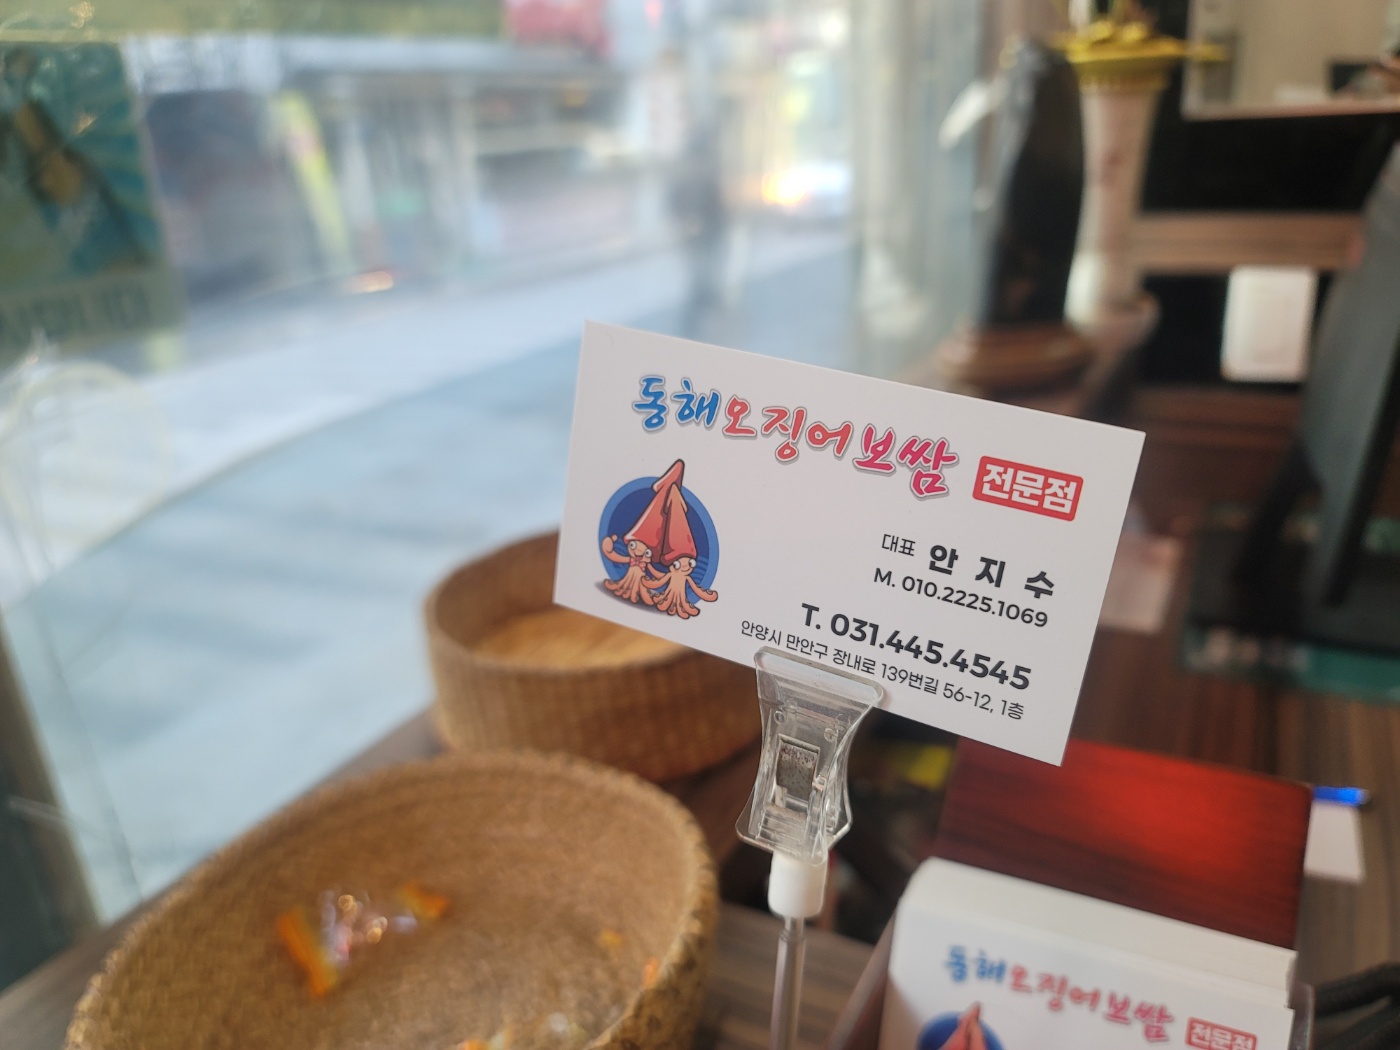 동해오징어보쌈 전문점
대표 안지수
M. 010.2225.1069
T. 031.445.4545
안양시 만안구 장내로 139번길 56-12, 1층
동해오징어보쌈 전문점